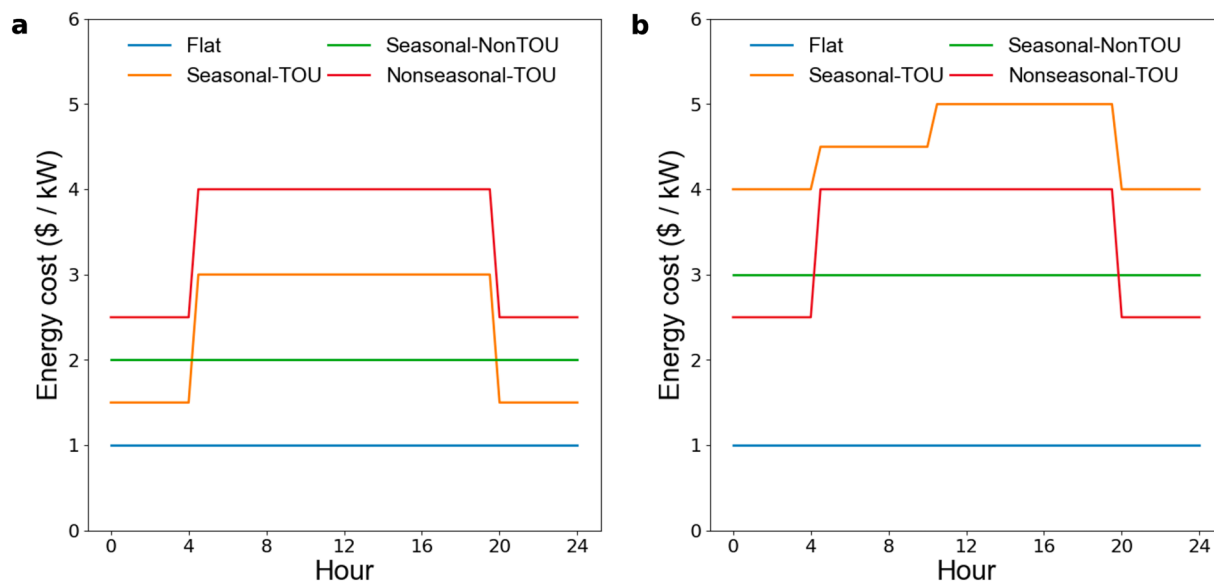 a
Flat
Seasonal-TOU
Seasonal-NonTOU
Nonseasonal-TOU
Energy cost ($ / kW)
6
5
4
3
2
1
0
0 4 8 12 16 20 24
Hour
b
Flat
Seasonal-TOU
Seasonal-NonTOU
Nonseasonal-TOU
Energy cost ($ / kW)
6
5
4
3
2
1
0
0 4 8 12 16 20 24
Hour